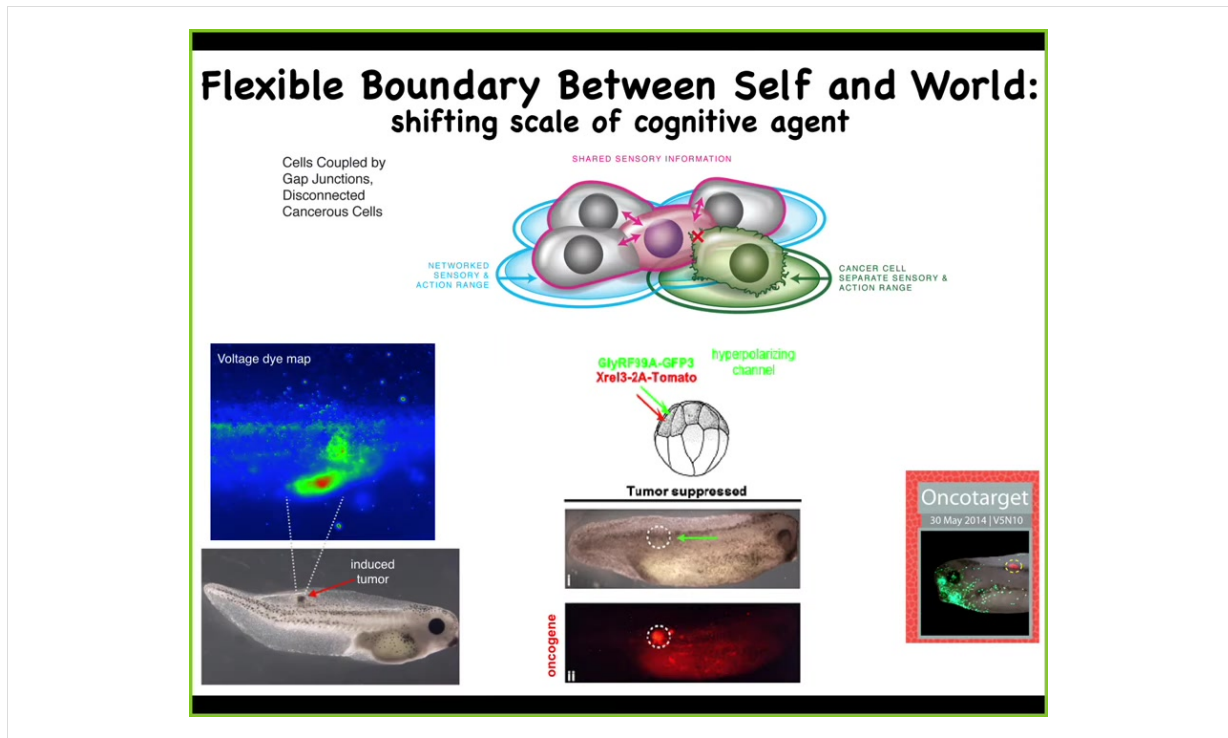 Flexible Boundary Between Self and World:
shifting scale of cognitive agent
Cells Coupled by
Gap Junctions,
Disconnected
Cancerous Cells
SHARED SENSORY INFORMATION
NETWORKED
SENSORY &
ACTION RANGE
CANCER CELL
SEPARATE SENSORY &
ACTION RANGE
Voltage dye map
induced
tumor
GlyRF99A-GFP3
Xrel3-2A-Tomato
hyperpolarizing
channel
Tumor suppressed
i
oncogene
ii
Oncotarget
30 May 2014 | V5N10